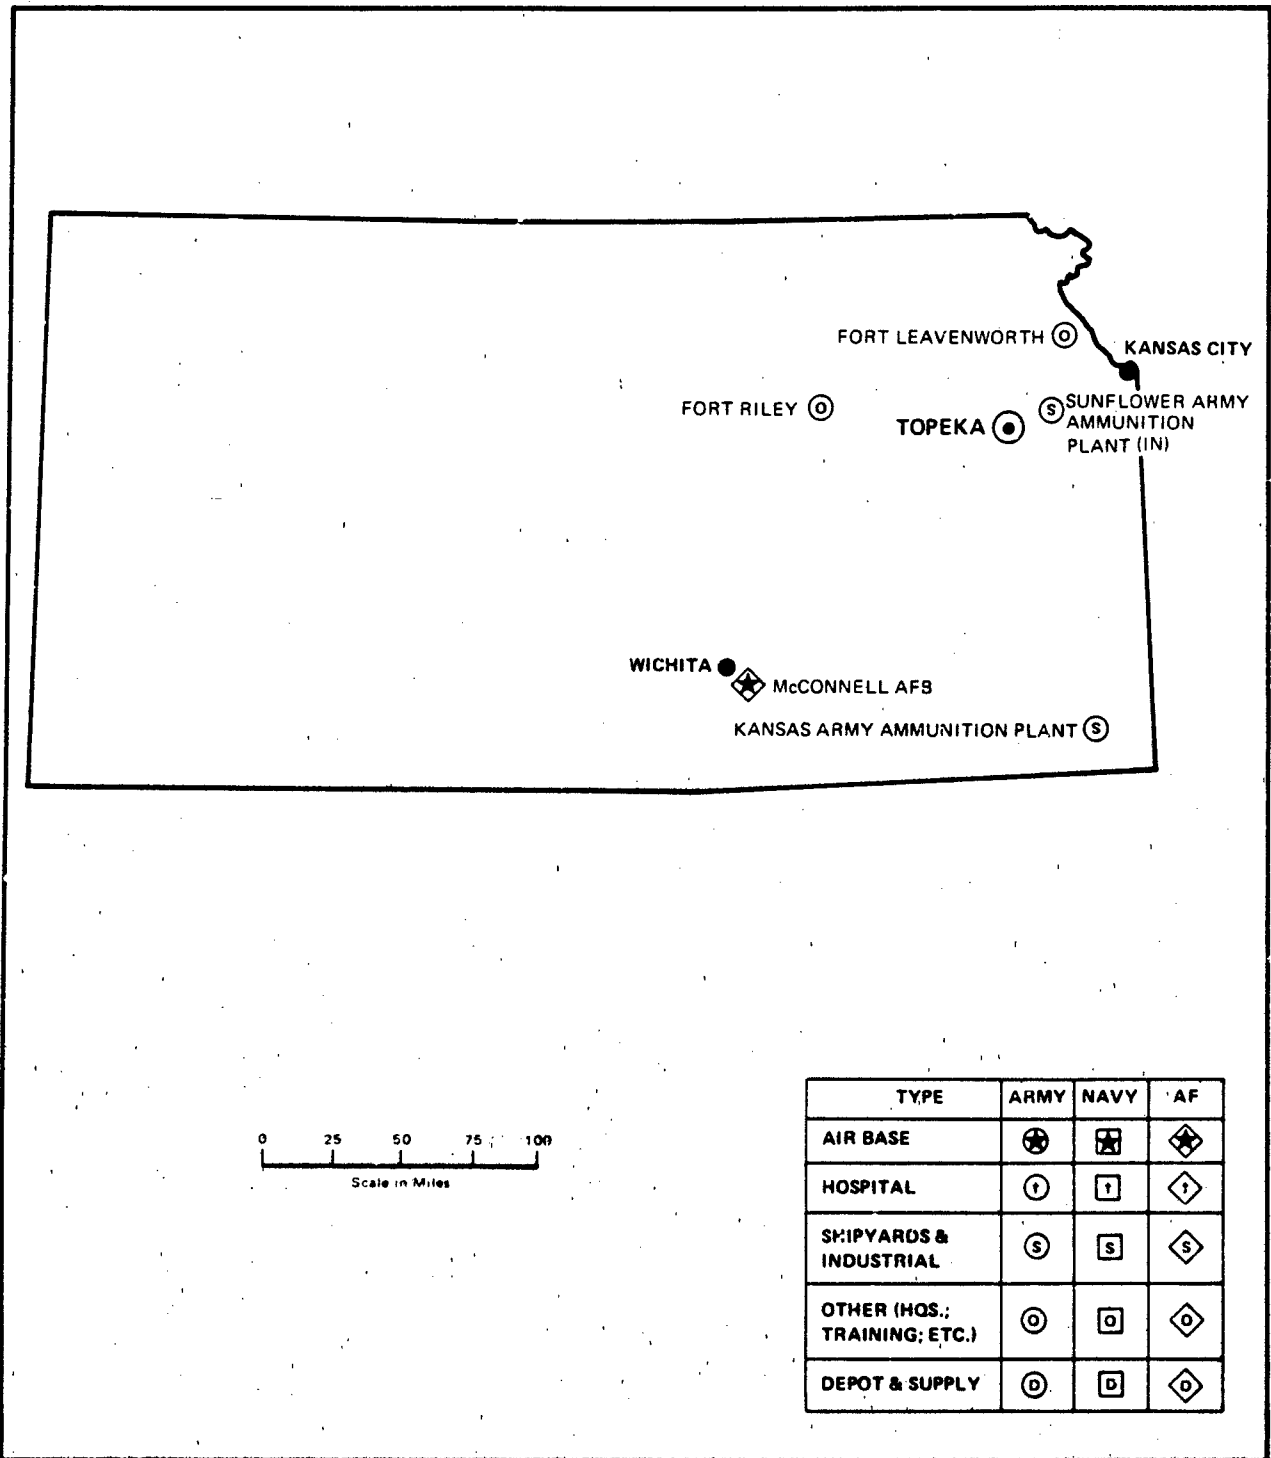 FORT LEAVENWORTH O
KANSAS CITY
FORT RILEY O
S SUNFLOWER ARMY
AMMUNITION
PLANT (IN)
TOPEKA
WICHITA
McCONNELL AFB
KANSAS ARMY AMMUNITION PLANT S
0 25 50 75 100
Scale in Miles
TYPE ARMY NAVY AF
AIR BASE
HOSPITAL
SHIPYARDS &
INDUSTRIAL S S S
OTHER (HQS.;
TRAINING; ETC.) O O O
DEPOT & SUPPLY D D D